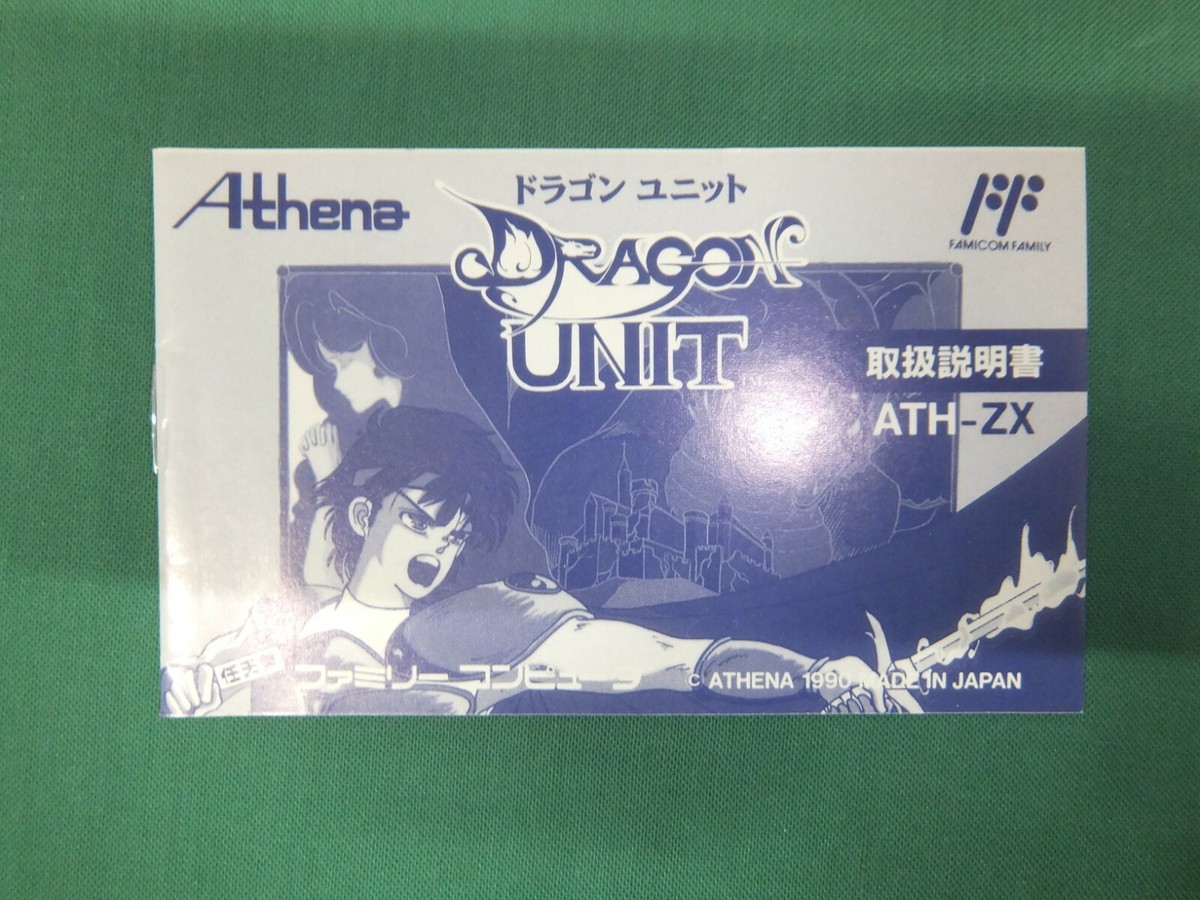 Athena
ドラゴン ユニット
DRAGON
UNIT
FAMICOM FAMILY
取扱説明書
ATH-ZX
任天堂
ファミリーコンピュータ
© ATHENA 1990 MADE IN JAPAN